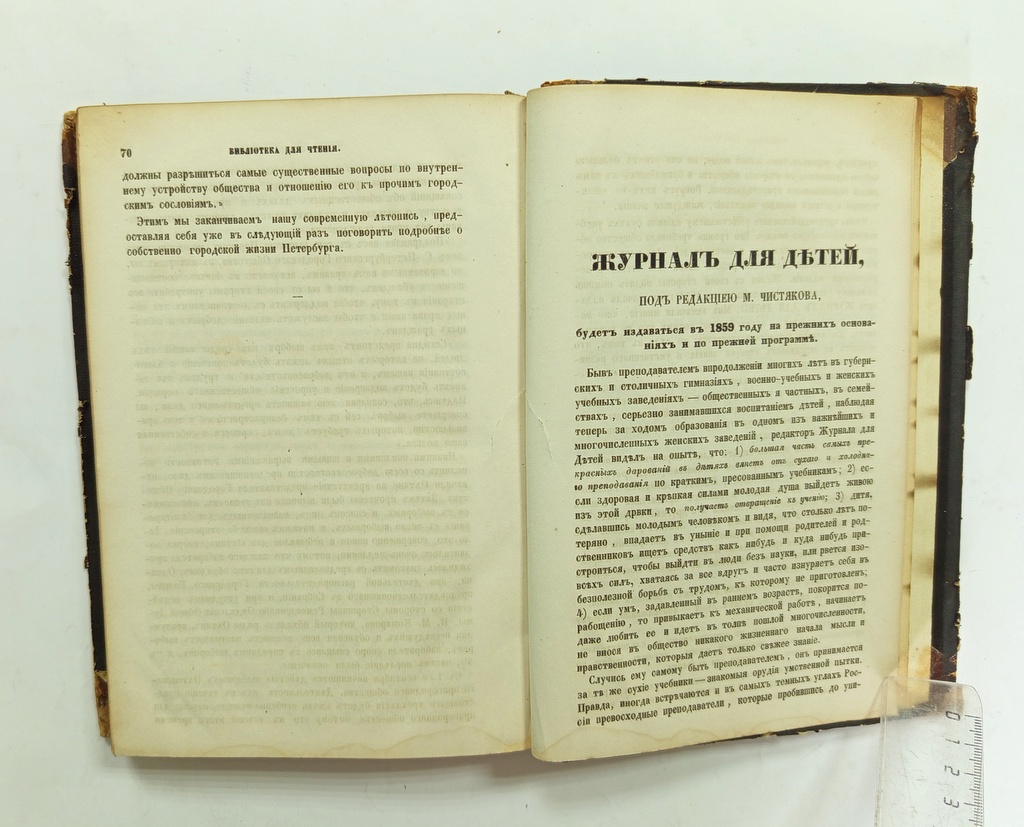 70
БИБЛІОТЕКА ДЛЯ ЧТЕНІЯ.
должны разрѣшиться самые существенные вопросы по внутрен-
нему устройству общества и отношенію его къ прочимъ город-
скимъ сословіямъ.»
Этимъ мы заканчиваемъ нашу современную лѣтопись , пред-
оставляя себя уже въ слѣдующій разъ поговорить подробнѣе о
собственно городской жизни Петербурга.
ЖУРНАЛЪ ДЛЯ ДѢТЕЙ,
ПОДЪ РЕДАКЦІЕЮ М. ЧИСТЯКОВА,
будетъ издаваться въ 1859 году на прежнихъ основа-
ніяхъ и по прежней программѣ.
Бывъ преподавателемъ впродолженіи многихъ лѣтъ въ губерн-
скихъ и столичныхъ гимназіяхъ , военно-учебныхъ и женскихъ
учебныхъ заведеніяхъ — общественныхъ я частныхъ, въ семей-
ствахъ , серьезно занимавшихся воспитаніемъ дѣтей , наблюдая
теперь за ходомъ образованія въ одномъ изъ важнѣйшихъ и
многочисленныхъ женскихъ заведеній , редакторъ Журнала для
Дѣтей видѣлъ на опытѣ, что: 1) большая часть самыхъ пре-
красныхъ дарованій въ дѣтяхъ вянетъ отъ сухаго и холодна-
го преподаванія по краткимъ, пресованнымъ учебникамъ; 2) ес-
ли здоровая и крѣпкая силами молодая душа выйдетъ живою
изъ этой дрвки , то получаетъ отвращеніе къ ученію; 3) дитя,
сдѣлавшись молодымъ человѣкомъ и видя, что столько лѣтъ по-
теряно , впадаетъ въ уныніе и при помощи родителей и род-
ственниковъ ищетъ средствъ какъ нибудь и куда нибудь при-
строиться, чтобы выйдти въ люди безъ науки, или рвется изо-
всѣхъ силъ, хватаясь за все вдругъ и часто изнуряетъ себя въ
безполезной борьбѣ съ трудомъ, къ которому не приготовленъ;
4) если умъ, задавленный въ раннемъ возрастѣ, покорится по-
рабощенію , то привыкаетъ къ механической работѣ , начинаетъ
даже любить ее и идетъ въ толпѣ пошлой многочисленности,
не внося въ общество никакого жизненнаго начала мысли и
нравственности, которыя даетъ только свѣжее знаніе.
Случись ему самому быть преподавателемъ , онъ принимается
за тѣ же сухіе учебники — знакомыя орудія умственной пытки.
Правда, иногда встрѣчаются и въ самыхъ темныхъ углахъ Рос-
сіи превосходные преподаватели , которые пробившись до уни-
0 1 2 3